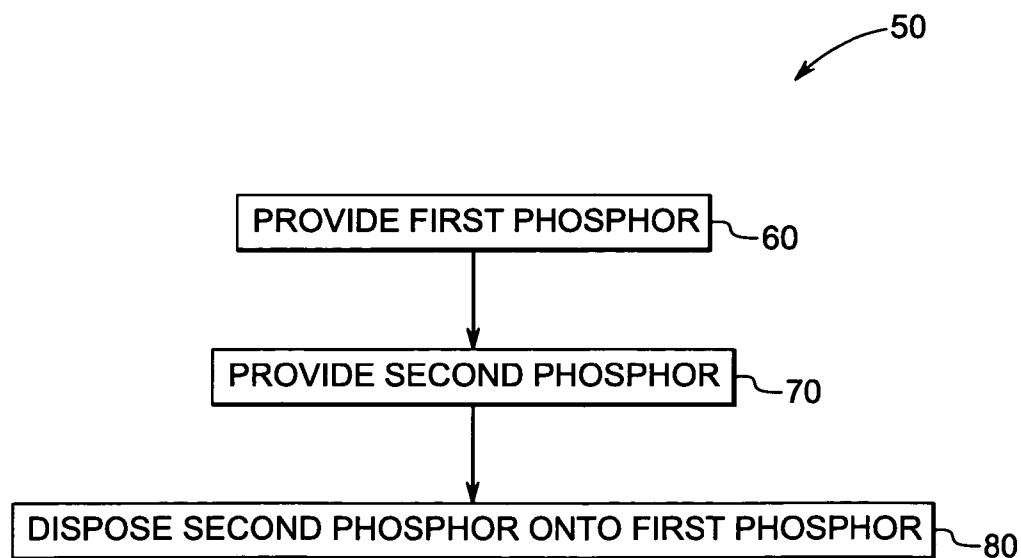 50
PROVIDE FIRST PHOSPHOR
60
PROVIDE SECOND PHOSPHOR
70
DISPOSE SECOND PHOSPHOR ONTO FIRST PHOSPHOR
80